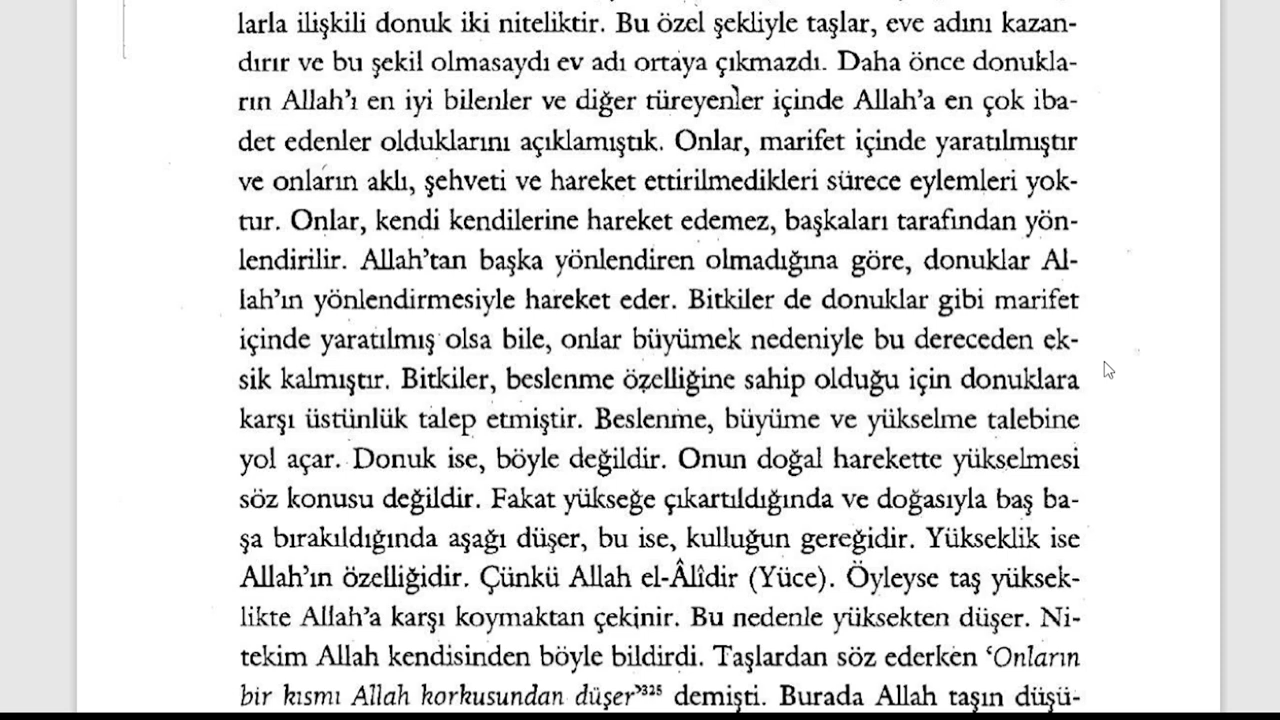 larla ilişkili donuk iki niteliktir. Bu özel şekliyle taşlar, eve adını kazan-
dırır ve bu şekil olmasaydı ev adı ortaya çıkmazdı. Daha önce donukla-
rın Allah’ı en iyi bilenler ve diğer türeyenler içinde Allah’a en çok iba-
det edenler olduklarını açıklamıştık. Onlar, marifet içinde yaratılmıştır
ve onların aklı, şehveti ve hareket ettirilmedikleri sürece eylemleri yok-
tur. Onlar, kendi kendilerine hareket edemez, başkaları tarafından yön-
lendirilir. Allah’tan başka yönlendiren olmadığına göre, donuklar Al-
lah’ın yönlendirmesiyle hareket eder. Bitkiler de donuklar gibi marifet
içinde yaratılmış olsa bile, onlar büyümek nedeniyle bu dereceden ek-
sik kalmıştır. Bitkiler, beslenme özelliğine sahip olduğu için donuklara
karşı üstünlük talep etmiştir. Beslenme, büyüme ve yükselme talebine
yol açar. Donuk ise, böyle değildir. Onun doğal harekette yükselmesi
söz konusu değildir. Fakat yükseğe çıkartıldığında ve doğasıyla baş ba-
şa bırakıldığında aşağı düşer, bu ise, kulluğun gereğidir. Yükseklik ise
Allah’ın özelliğidir. Çünkü Allah el-Âlîdir (Yüce). Öyleyse taş yüksek-
likte Allah’a karşı koymaktan çekinir. Bu nedenle yüksekten düşer. Ni-
tekim Allah kendisinden böyle bildirdi. Taşlardan söz ederken ‘Onların
bir kısmı Allah korkusundan düşer’³²⁵ demişti. Burada Allah taşın düşü-